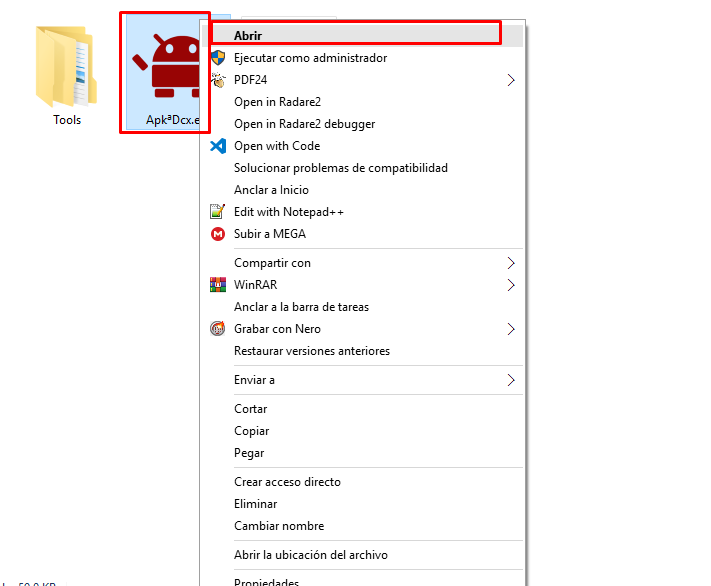 Tools
Apkª​Dcx.e
Abrir
Ejecutar como administrador
PDF24
Open in Radare2
Open in Radare2 debugger
Open with Code
Solucionar problemas de compatibilidad
Anclar a Inicio
Edit with Notepad++
Subir a MEGA
Compartir con
WinRAR
Anclar a la barra de tareas
Grabar con Nero
Restaurar versiones anteriores
Enviar a
Cortar
Copiar
Pegar
Crear acceso directo
Eliminar
Cambiar nombre
Abrir la ubicación del archivo
Propiedades